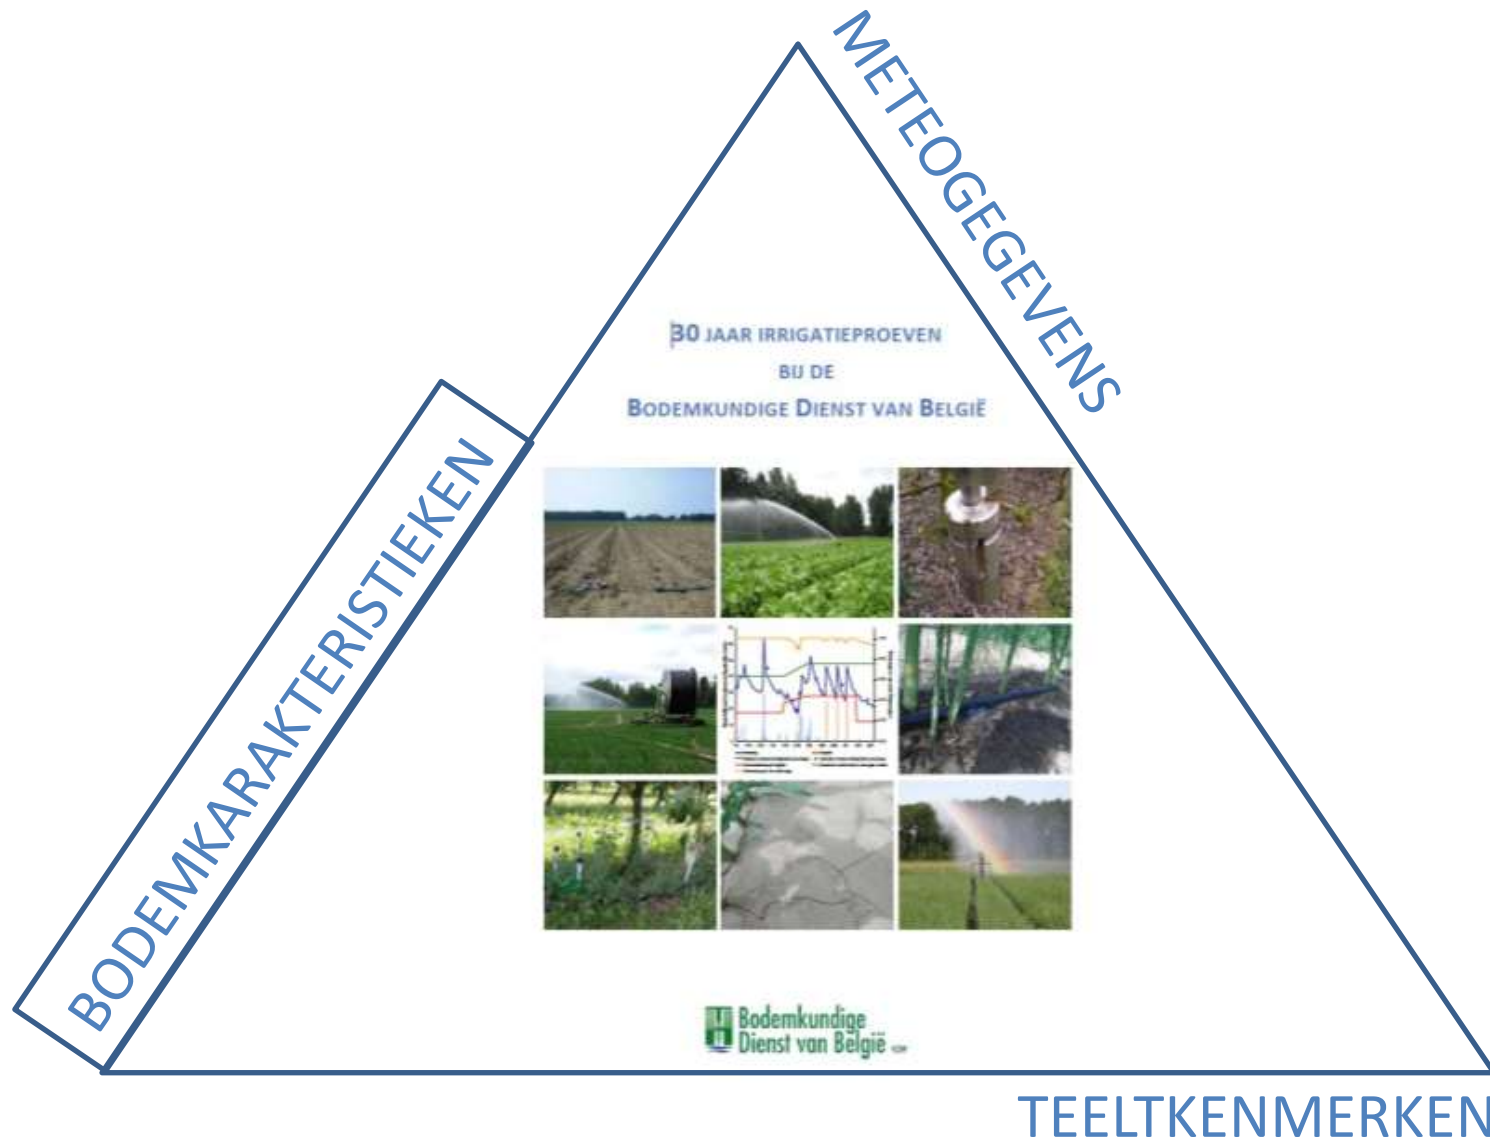 METEOGEGEVENS
30 JAAR IRRIGATIEPROEVEN
BIJ DE
BODEMKUNDIGE DIENST VAN BELGIË
BODEMKARAKTERISTIEKEN
Bodemkundige
Dienst van België
TEELTKENMERKEN